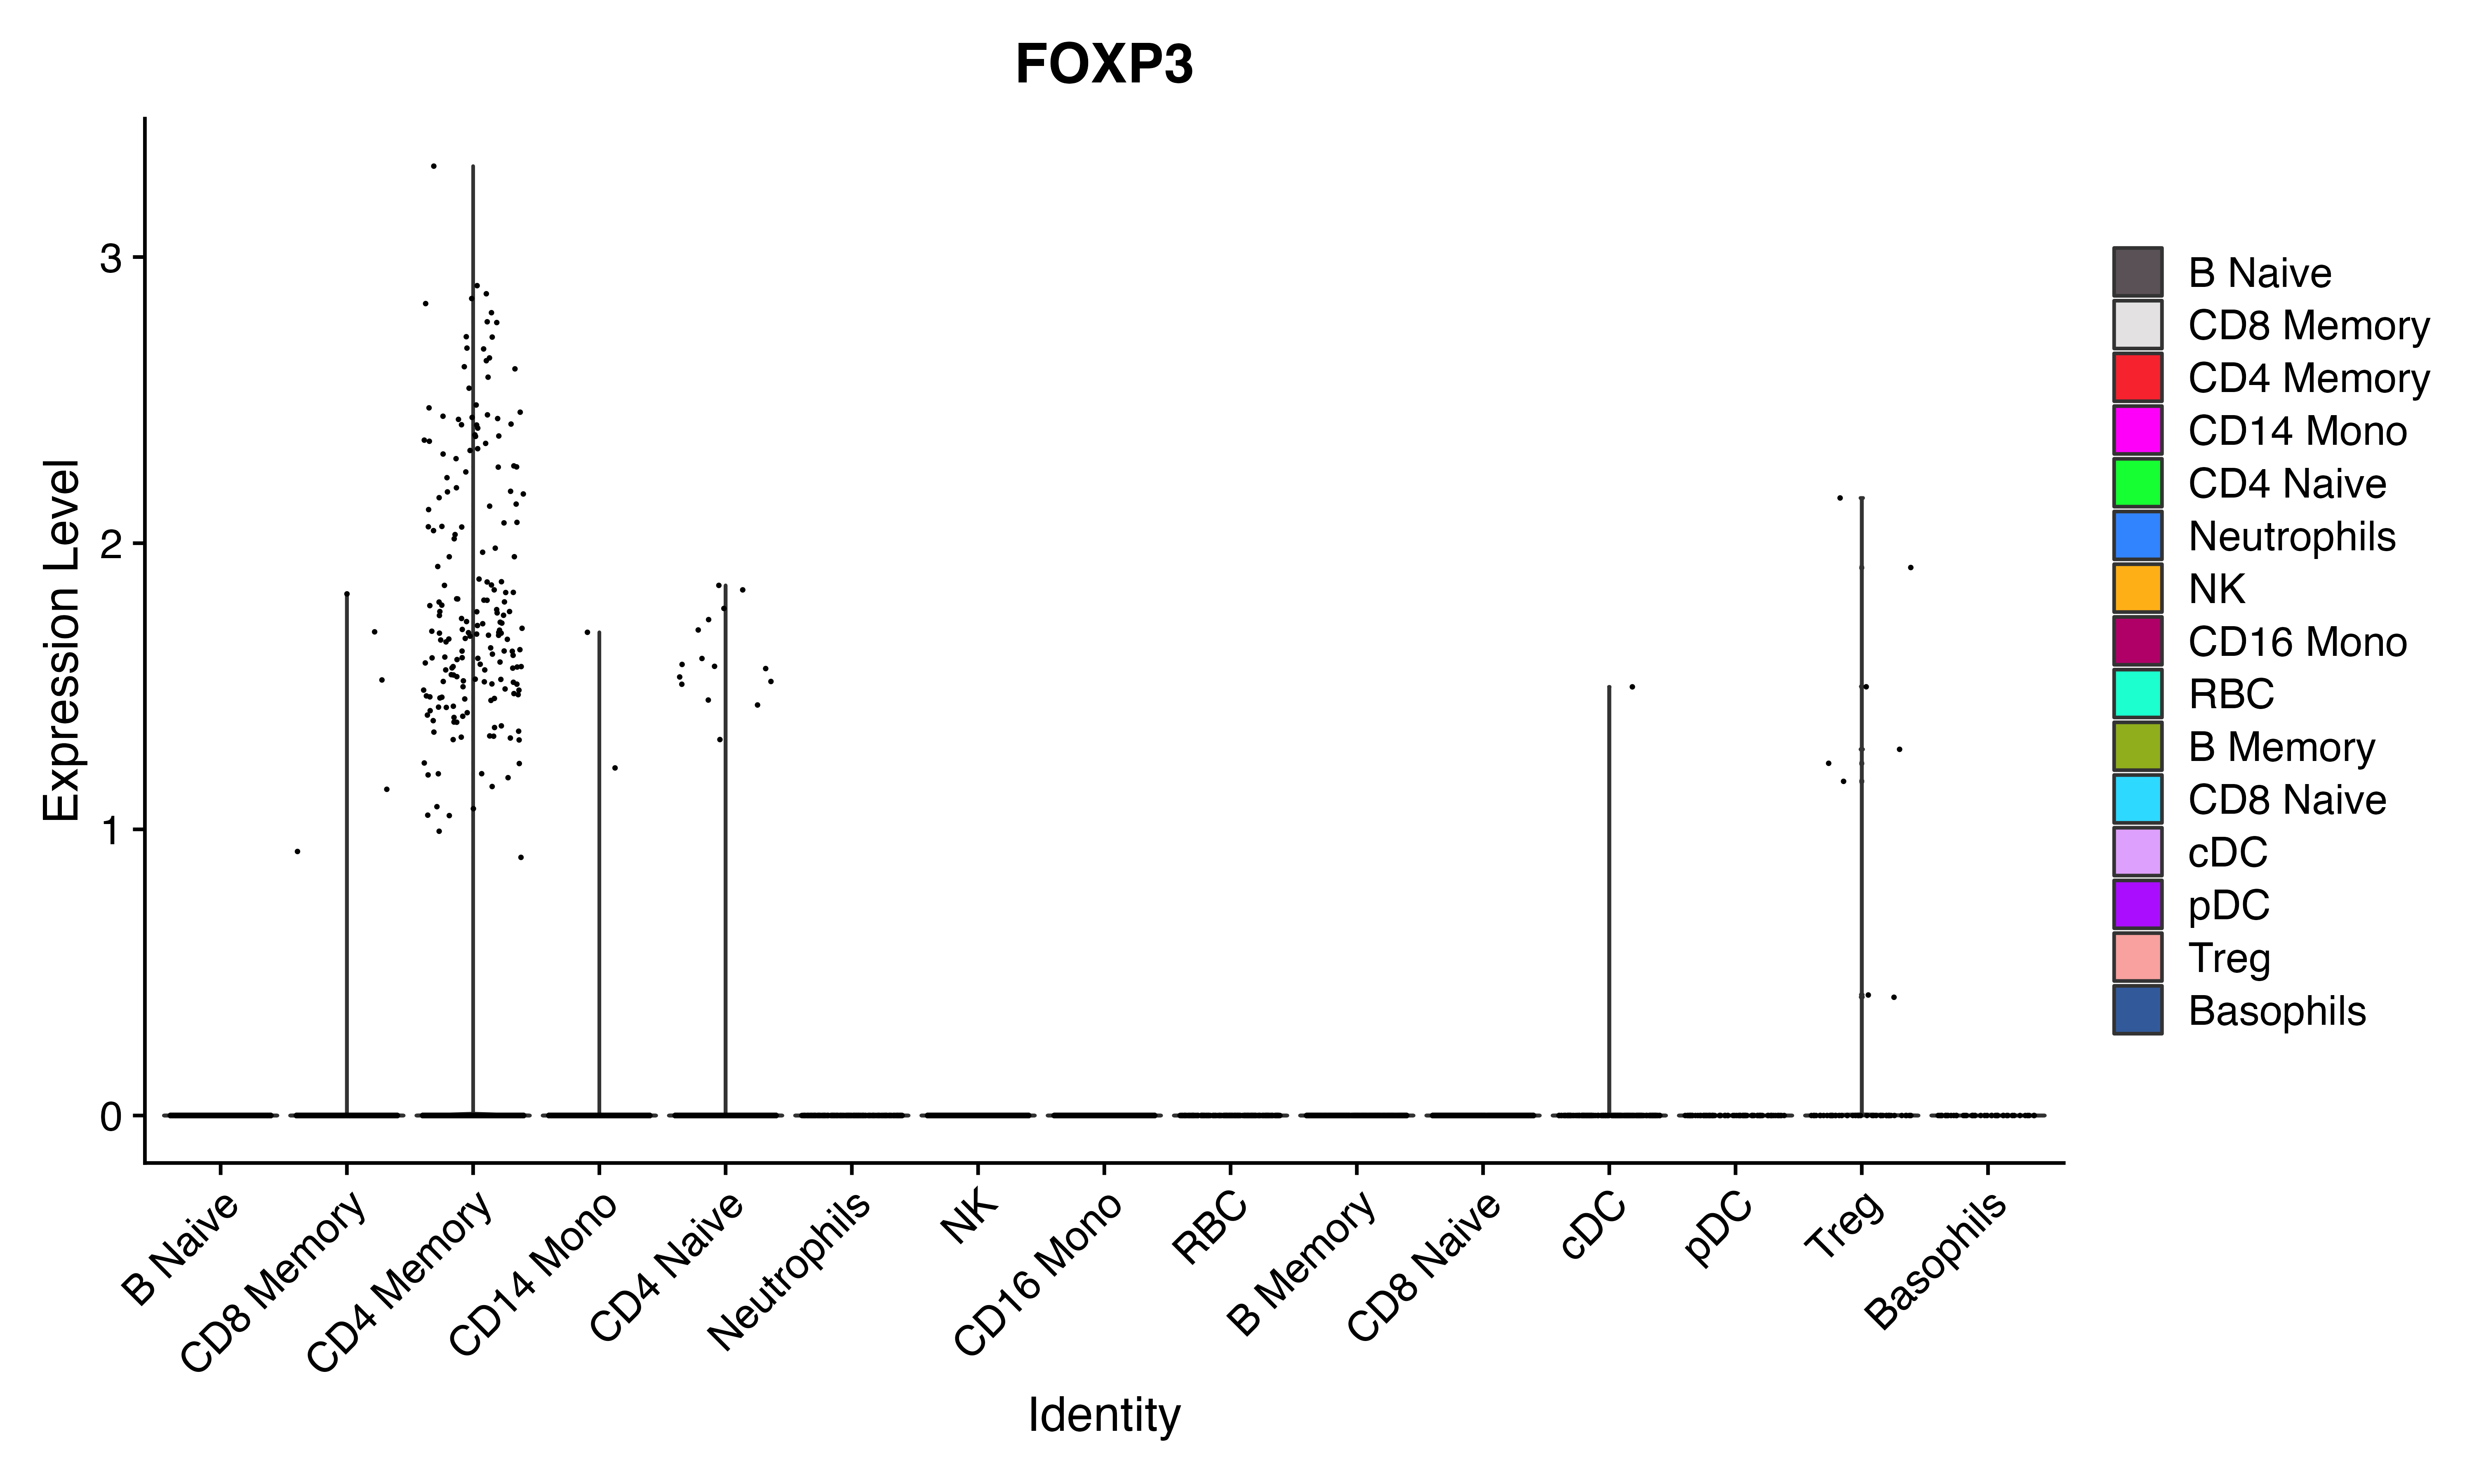 FOXP3
Expression Level
3
2
1
0
B Naive
CD8 Memory
CD4 Memory
CD14 Mono
CD4 Naive
Neutrophils
NK
CD16 Mono
RBC
B Memory
CD8 Naive
cDC
pDC
Treg
Basophils
Identity
B Naive
CD8 Memory
CD4 Memory
CD14 Mono
CD4 Naive
Neutrophils
NK
CD16 Mono
RBC
B Memory
CD8 Naive
cDC
pDC
Treg
Basophils